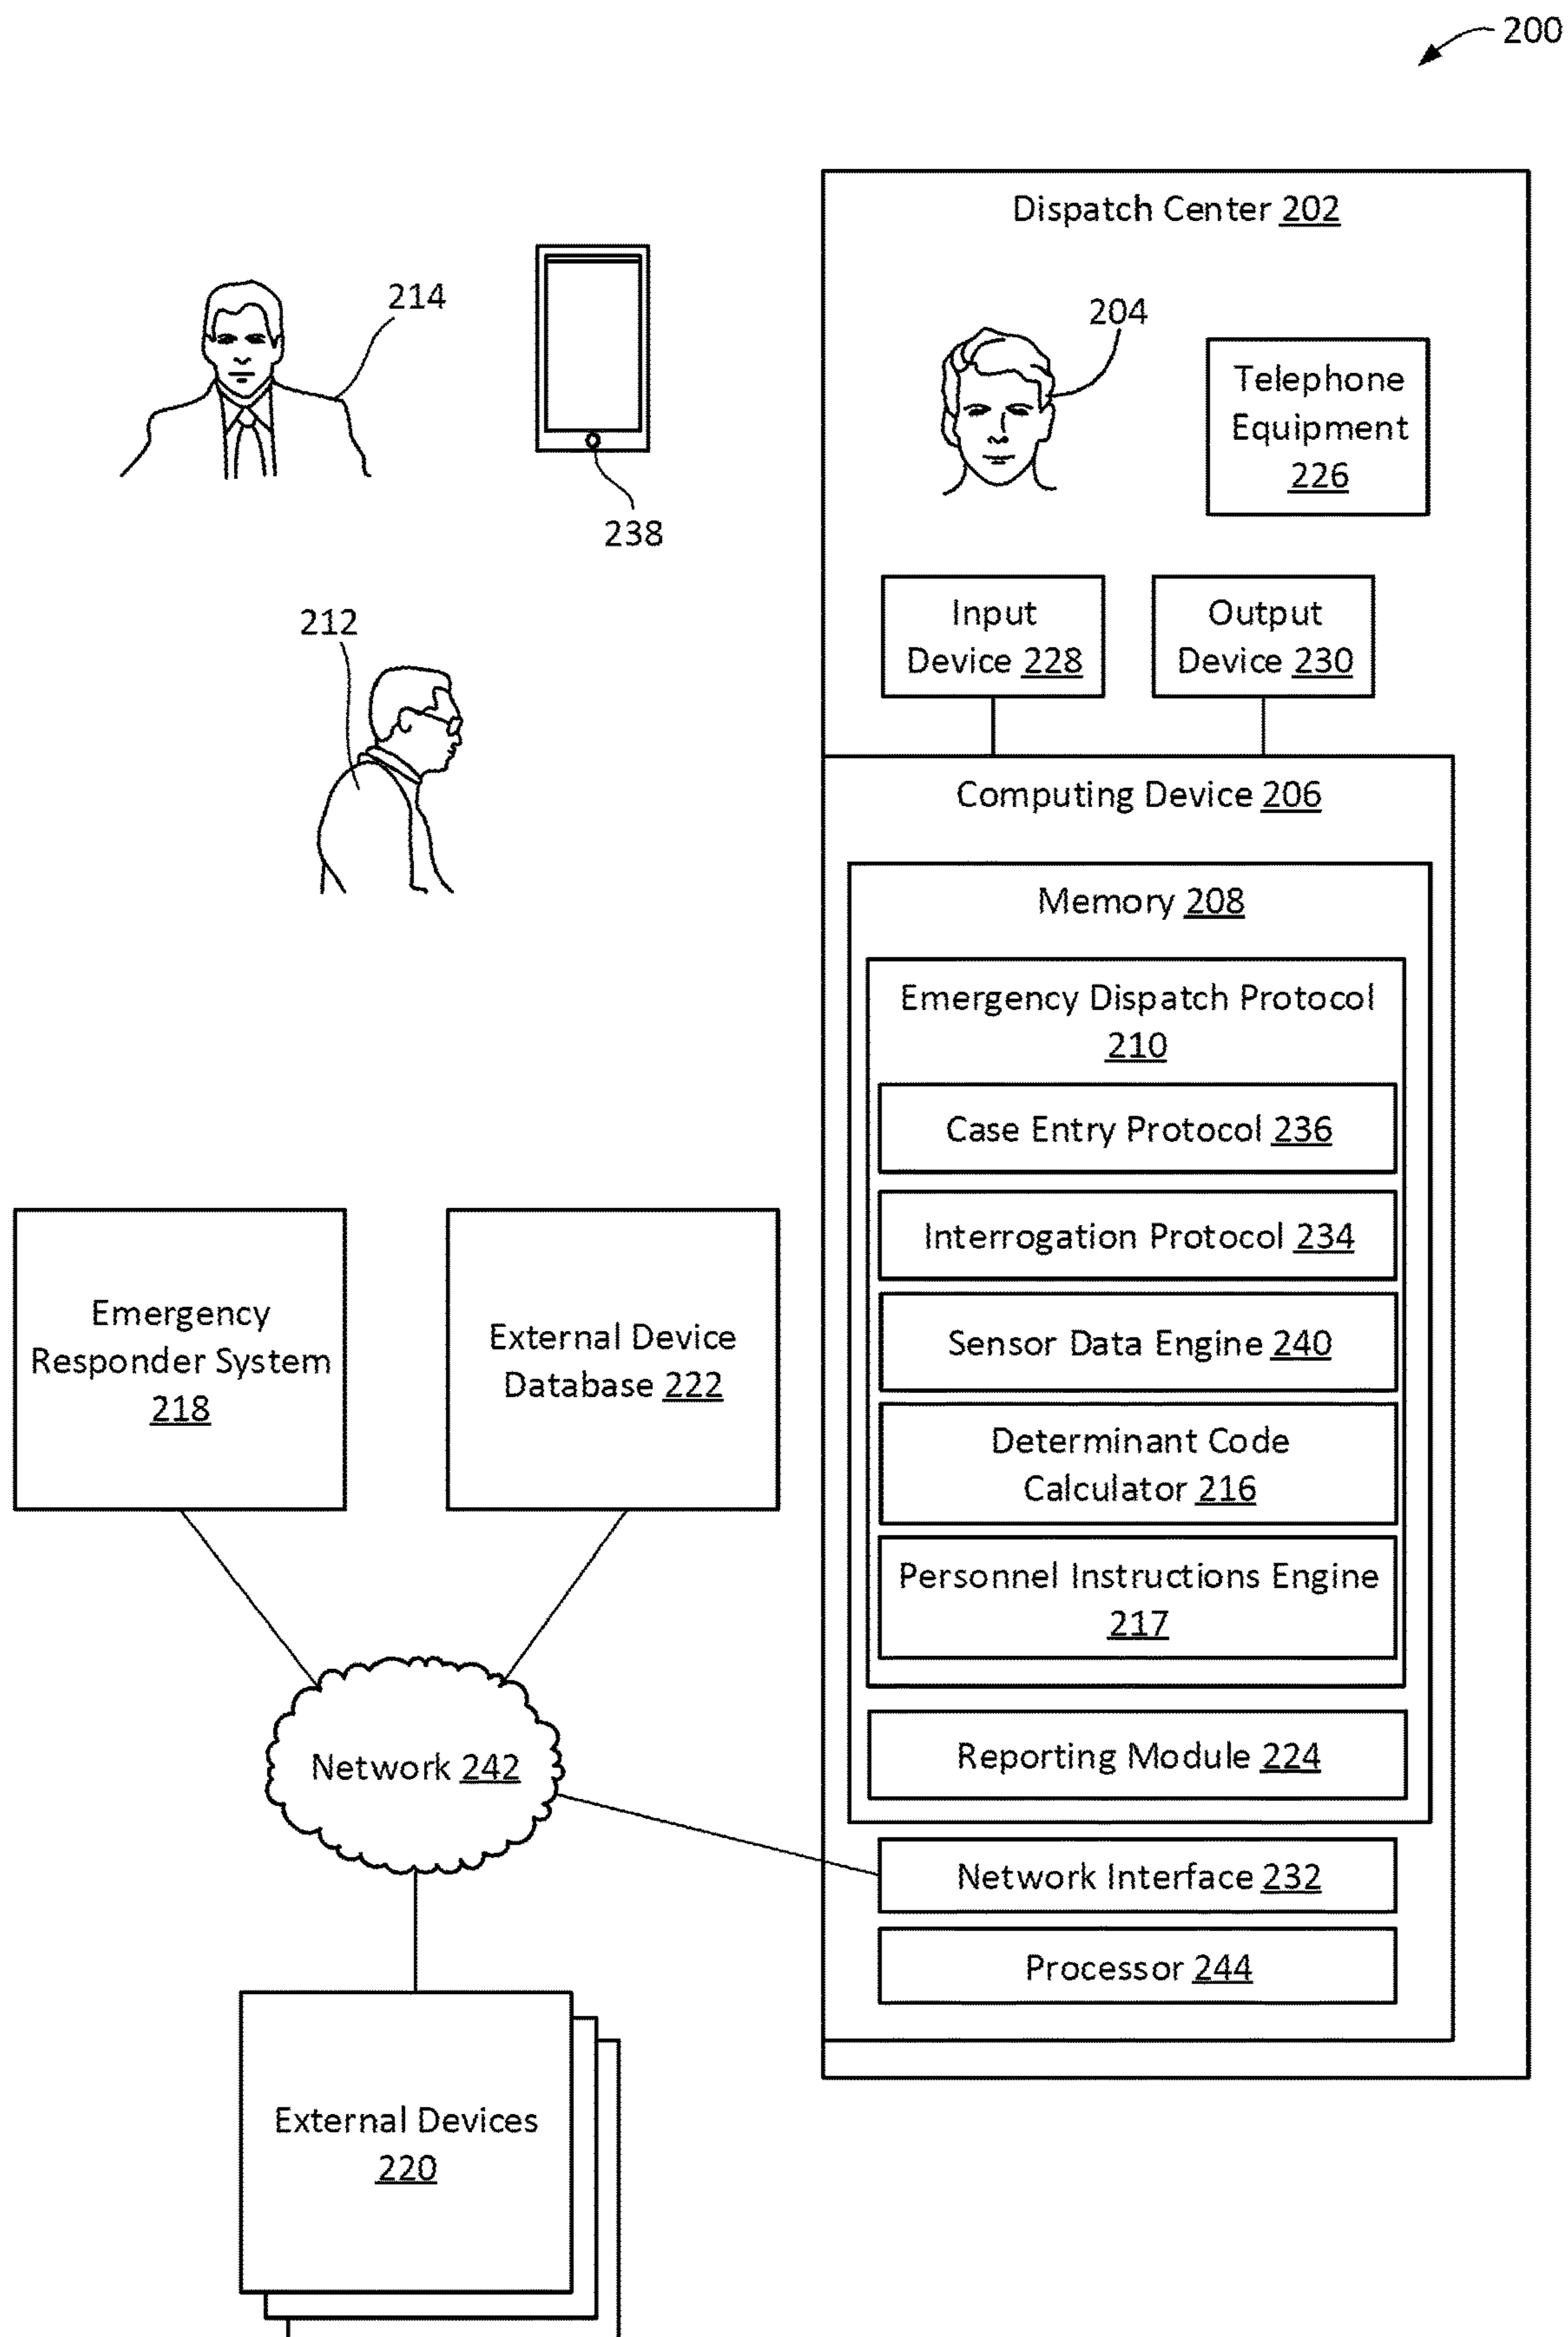 200
Dispatch Center 202
214
204
Telephone
Equipment
226
238
212
Input
Device 228
Output
Device 230
Computing Device 206
Memory 208
Emergency Dispatch Protocol
210
Case Entry Protocol 236
Interrogation Protocol 234
Sensor Data Engine 240
Determinant Code
Calculator 216
Personnel Instructions Engine
217
Reporting Module 224
Network Interface 232
Processor 244
Emergency
Responder System
218
External Device
Database 222
Network 242
External Devices
220